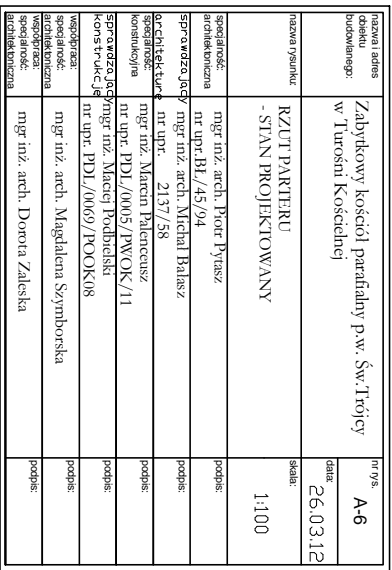 nazwa i adres
obiektu
budowlanego:
Zabytkowy kościół parafialny p.w. Św.Trójcy
w Turośni Kościelnej
nr rys.
A-6
data:
26.03.12
nazwa rysunku:
RZUT PARTERU
- STAN PROJEKTOWANY
skala:
1:100
specjalność:
architektoniczna
mgr inż. arch. Piotr Pytasz
nr upr.BŁ/45/94
podpis:
sprawdzający
architekture
mgr inż. arch. Michał Bałasz
nr upr. 2137/58
podpis:
specjalność:
konstrukcyjna
mgr inż. Marcin Palenceusz
nr upr. PDL/0005/PWOK/11
podpis:
sprawdzający
konstrukcje
mgr inż. Maciej Podbielski
nr upr. PDL/0069/POOK08
podpis:
współpraca:
specjalność:
architektoniczna
mgr inż. arch. Magdalena Szymborska
podpis:
współpraca:
specjalność:
architektoniczna
mgr inż. arch. Dorota Zaleska
podpis: